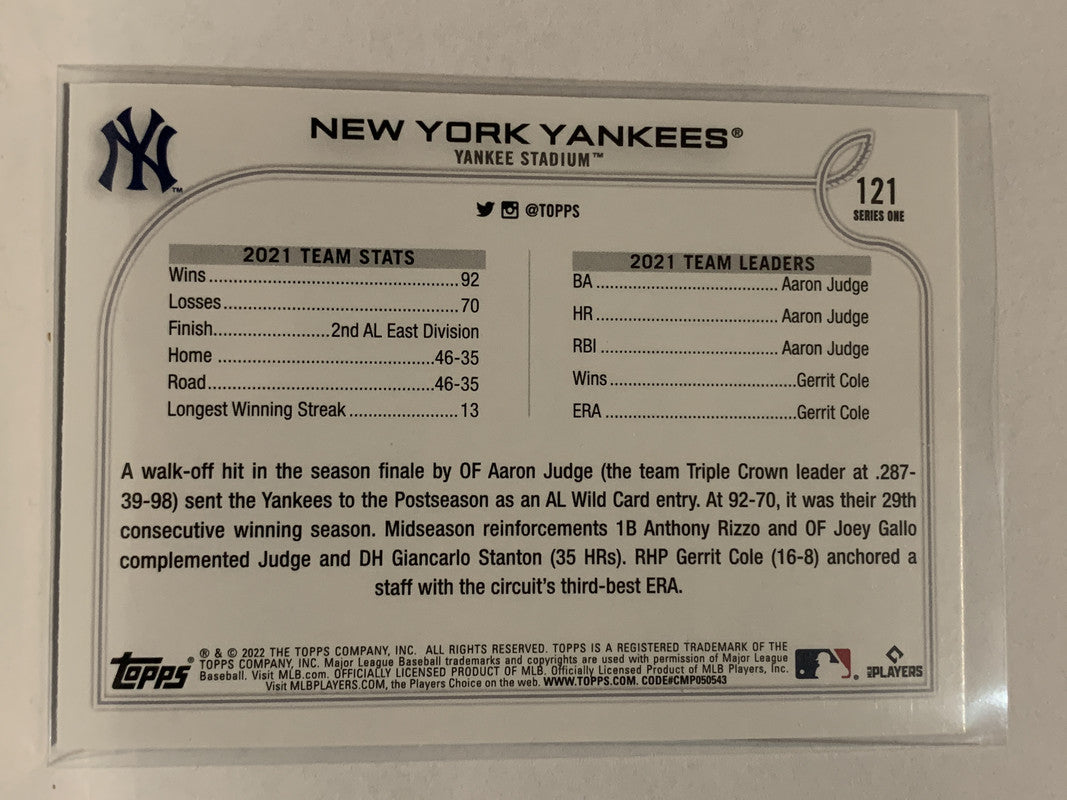 NY™
NEW YORK YANKEES®
YANKEE STADIUM™
121
SERIES ONE
@TOPPS
2021 TEAM STATS
Wins..............................................92
Losses...........................................70
Finish.....................2nd AL East Division
Home .......................................46-35
Road.........................................46-35
Longest Winning Streak .....................13
2021 TEAM LEADERS
BA ................................... Aaron Judge
HR ................................... Aaron Judge
RBI .................................. Aaron Judge
Wins ....................................Gerrit Cole
ERA .....................................Gerrit Cole
A walk-off hit in the season finale by OF Aaron Judge (the team Triple Crown leader at .287-
39-98) sent the Yankees to the Postseason as an AL Wild Card entry. At 92-70, it was their 29th
consecutive winning season. Midseason reinforcements 1B Anthony Rizzo and OF Joey Gallo
complemented Judge and DH Giancarlo Stanton (35 HRs). RHP Gerrit Cole (16-8) anchored a
staff with the circuit's third-best ERA.
topps®
® & © 2022 THE TOPPS COMPANY, INC. ALL RIGHTS RESERVED. TOPPS IS A REGISTERED TRADEMARK OF THE
TOPPS COMPANY, INC. Major League Baseball trademarks and copyrights are used with permission of Major League
Baseball. Visit MLB.com. OFFICIALLY LICENSED PRODUCT OF MLB. Officially Licensed Product of MLB Players, Inc.
Visit MLBPLAYERS.COM, the Players Choice on the web. WWW.TOPPS.COM. CODE#CMP050543
MLB PLAYERS